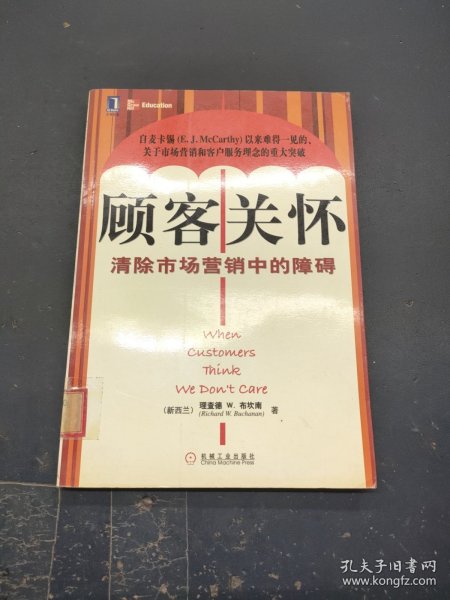 Education
自麦卡锡(E.J.McCarthy)以来难得一见的、
关于市场营销和客户服务理念的重大突破
顾客关怀
清除市场营销中的障碍
When
Customers
Think
We Don't Care
(新西兰) 理查德 W. 布坎南 著
(Richard W. Buchanan)
机械工业出版社
China Machine Press
孔夫子旧书网
www.kongfz.com